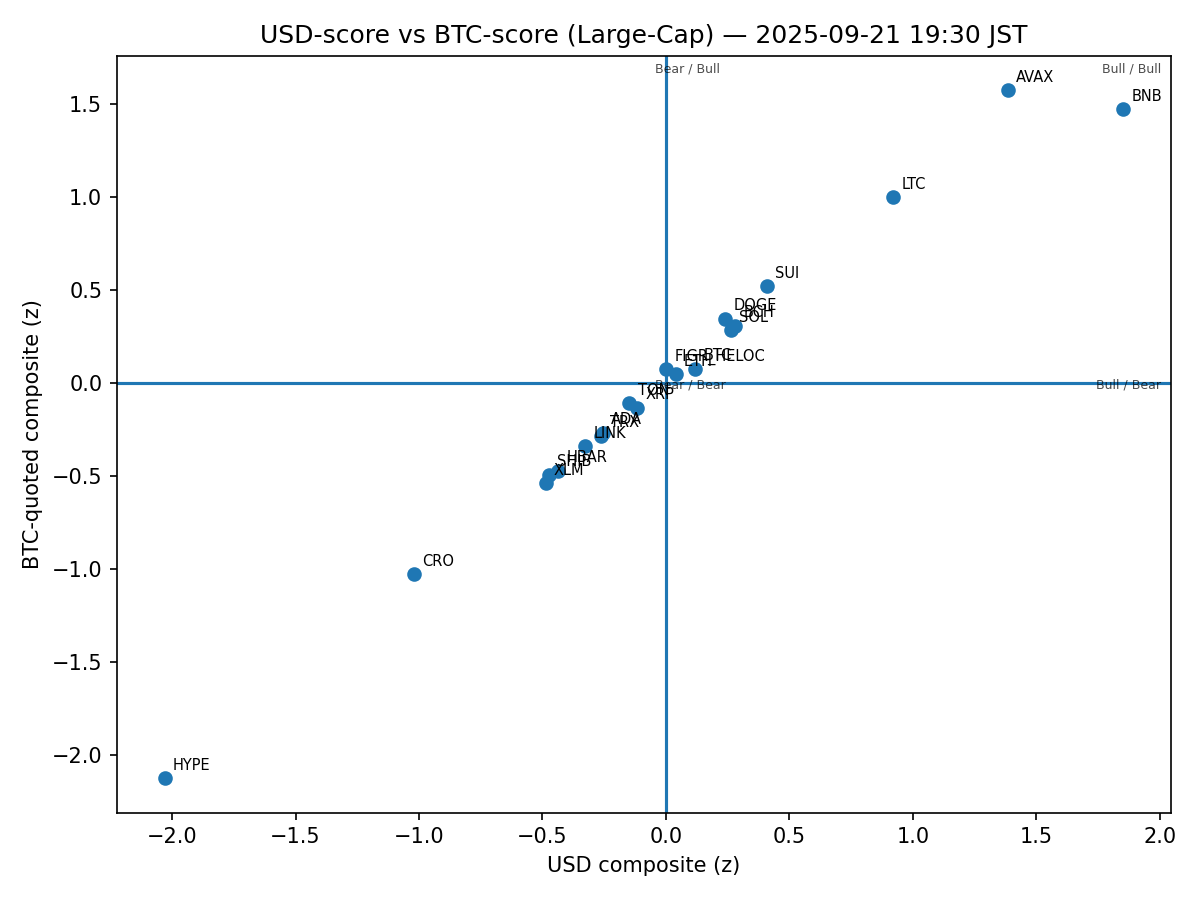 USD-score vs BTC-score (Large-Cap) — 2025-09-21 19:30 JST
Bear / Bull
Bull / Bull
AVAX
BNB
LTC
SUI
DOGE
BCH
SOL
BTC
XRP
Bear / Bear
Bull / Bear
ADA
TRX
LINK
HBAR
SHIB
XLM
CRO
HYPE
1.5
1.0
0.5
0.0
−0.5
−1.0
−1.5
−2.0
−2.0
−1.5
−1.0
−0.5
0.0
0.5
1.0
1.5
2.0
BTC-quoted composite (z)
USD composite (z)